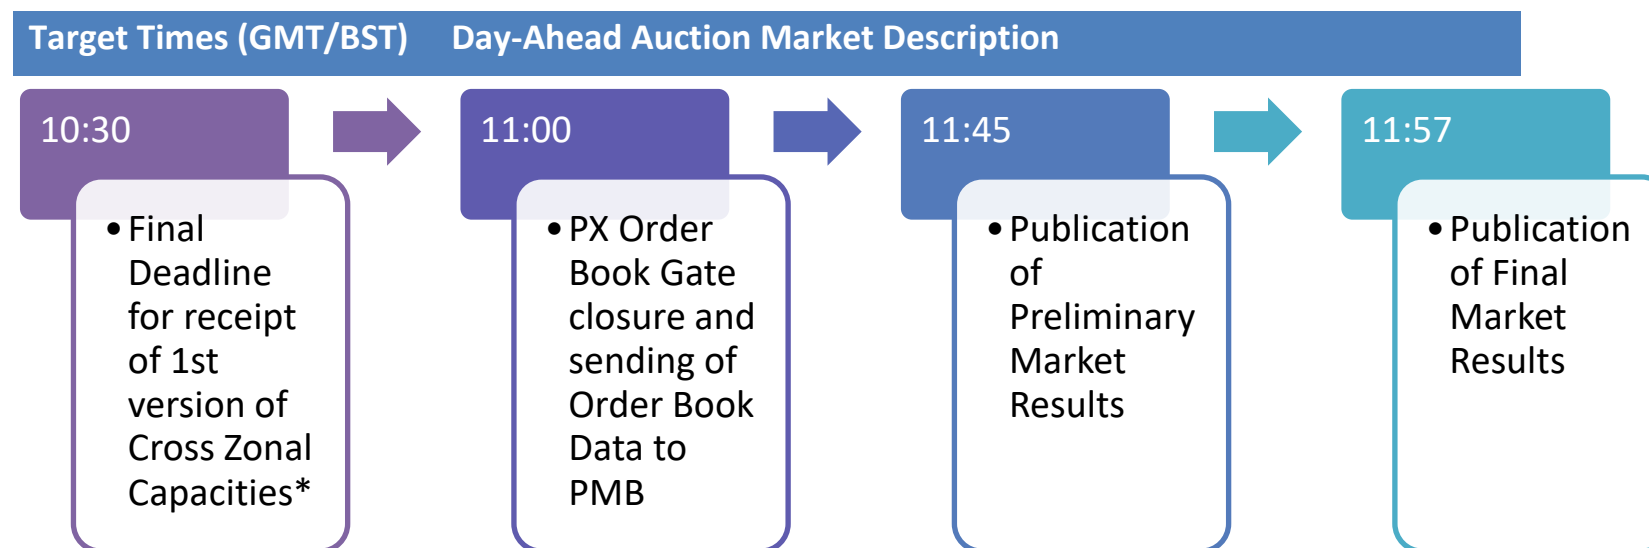 Target Times (GMT/BST) Day-Ahead Auction Market Description
10:30
• Final
Deadline
for receipt
of 1st
version of
Cross Zonal
Capacities*
11:00
• PX Order
Book Gate
closure and
sending of
Order Book
Data to
PMB
11:45
• Publication
of
Preliminary
Market
Results
11:57
• Publication
of Final
Market
Results